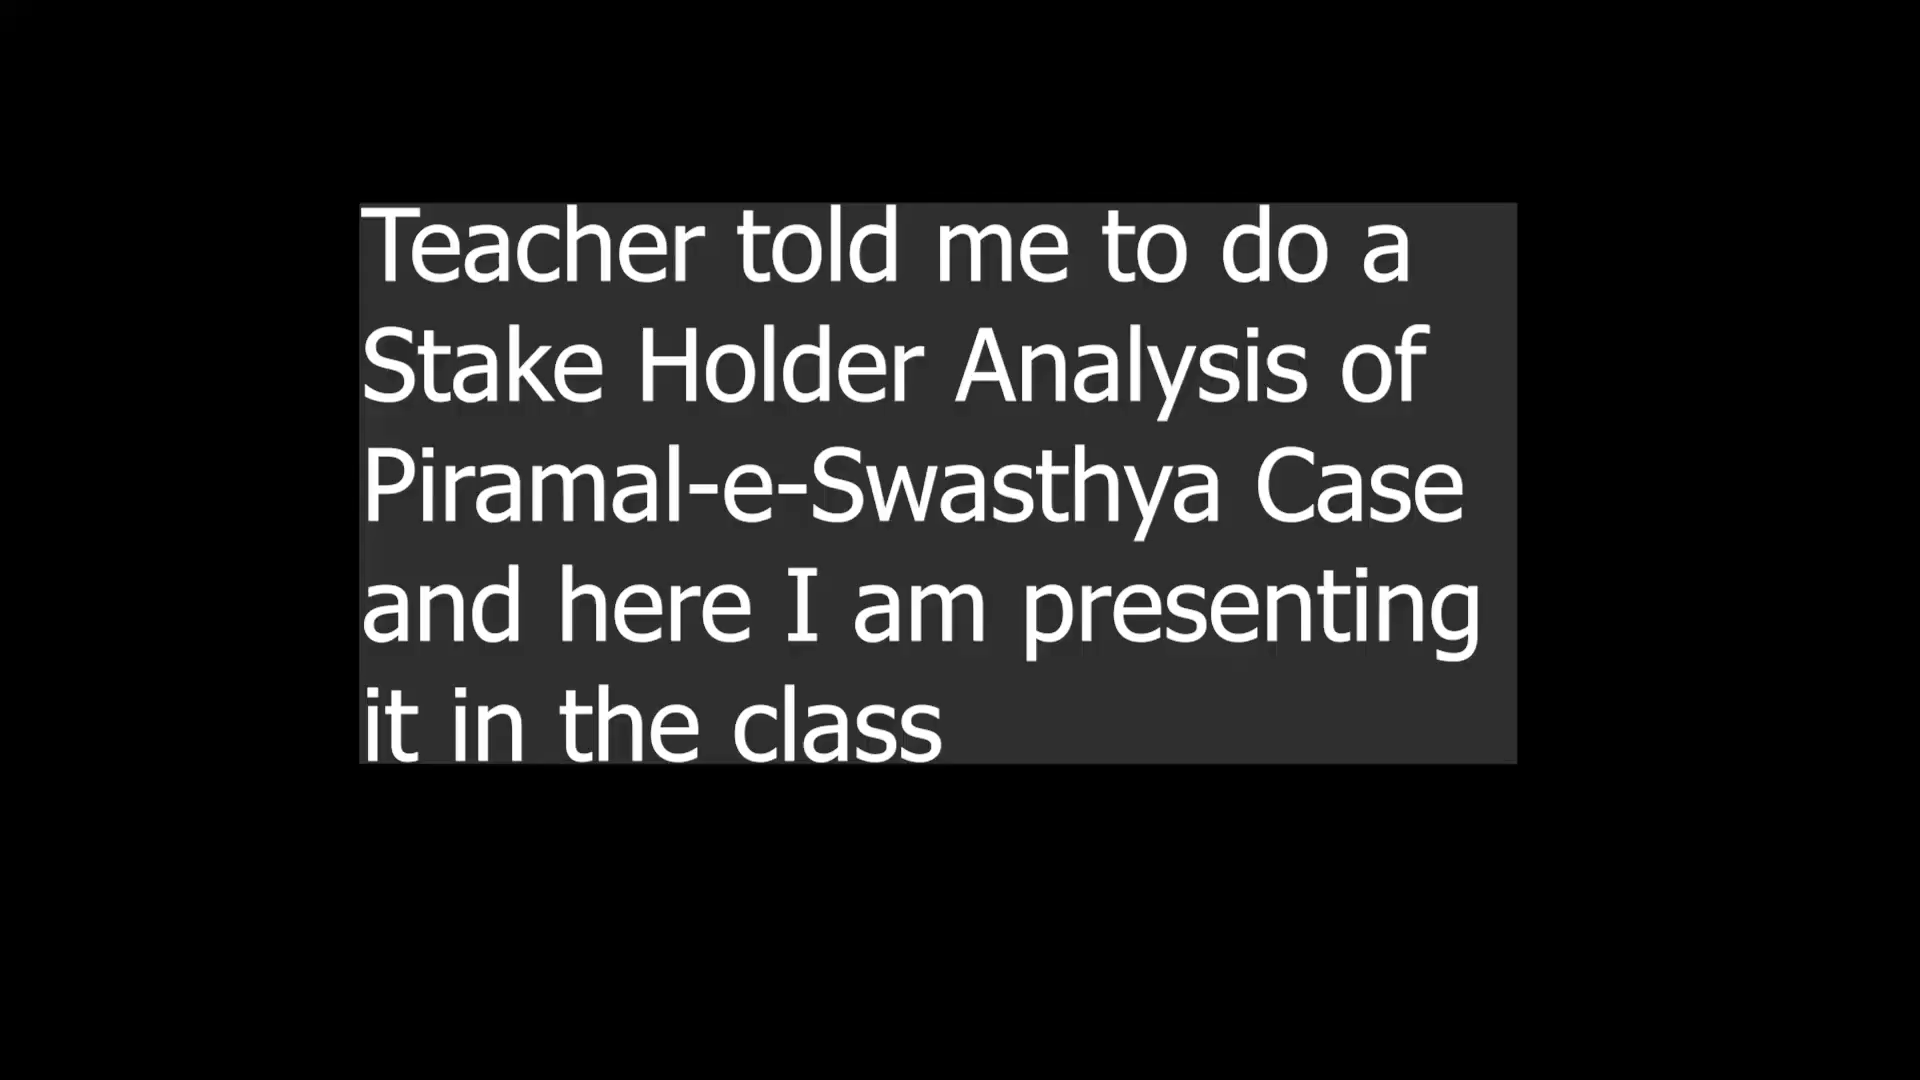 Teacher told me to do a
Stake Holder Analysis of
Piramal-e-Swasthya Case
and here I am presenting
it in the class